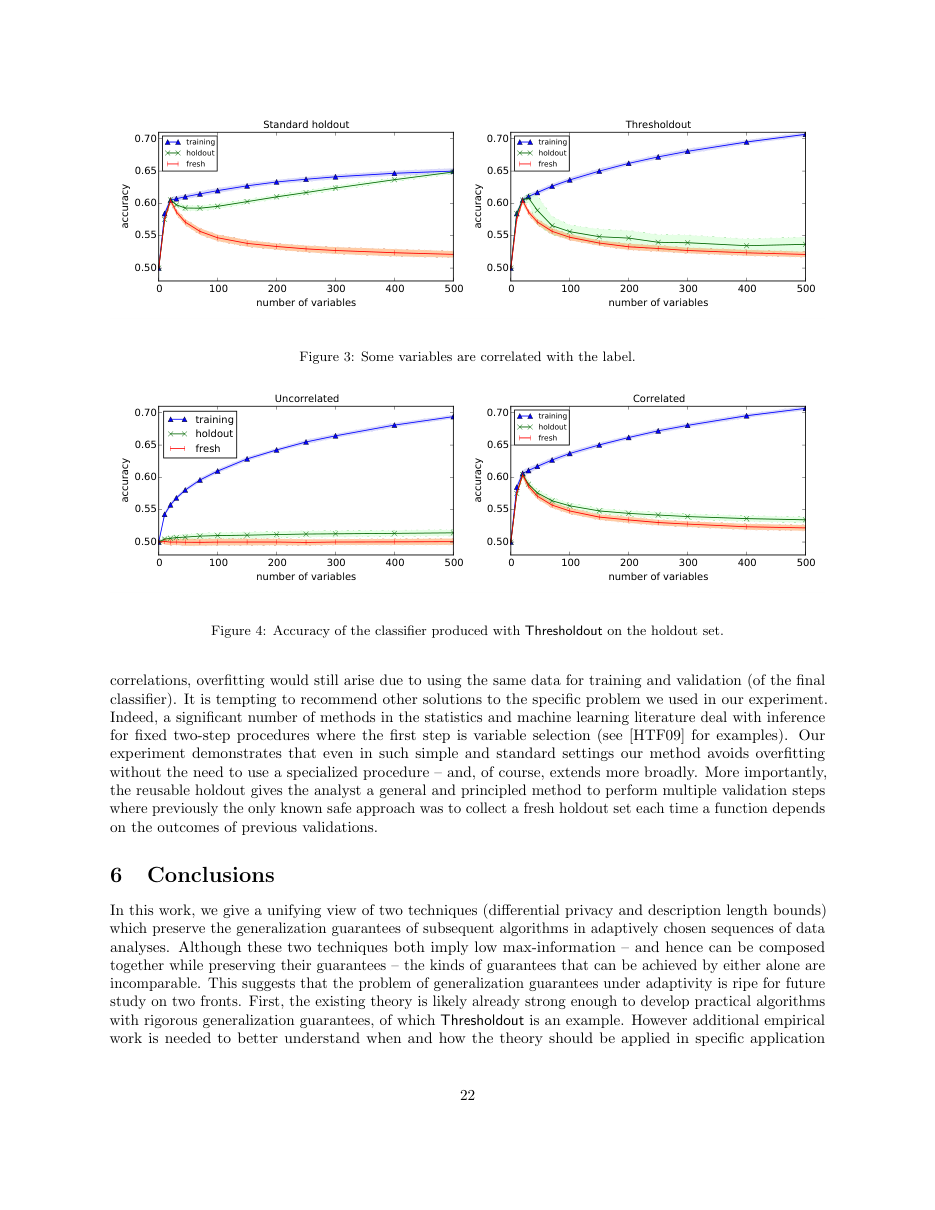 Standard holdout
0.70
0.65
0.60
0.55
0.50
accuracy
training
holdout
fresh
0 100 200 300 400 500
number of variables
Thresholdout
0.70
0.65
0.60
0.55
0.50
accuracy
training
holdout
fresh
0 100 200 300 400 500
number of variables
Figure 3: Some variables are correlated with the label.
Uncorrelated
0.70
0.65
0.60
0.55
0.50
accuracy
training
holdout
fresh
0 100 200 300 400 500
number of variables
Correlated
0.70
0.65
0.60
0.55
0.50
accuracy
training
holdout
fresh
0 100 200 300 400 500
number of variables
Figure 4: Accuracy of the classifier produced with Thresholdout on the holdout set.
correlations, overfitting would still arise due to using the same data for training and validation (of the final
classifier). It is tempting to recommend other solutions to the specific problem we used in our experiment.
Indeed, a significant number of methods in the statistics and machine learning literature deal with inference
for fixed two-step procedures where the first step is variable selection (see [HTF09] for examples). Our
experiment demonstrates that even in such simple and standard settings our method avoids overfitting
without the need to use a specialized procedure – and, of course, extends more broadly. More importantly,
the reusable holdout gives the analyst a general and principled method to perform multiple validation steps
where previously the only known safe approach was to collect a fresh holdout set each time a function depends
on the outcomes of previous validations.
6 Conclusions
In this work, we give a unifying view of two techniques (differential privacy and description length bounds)
which preserve the generalization guarantees of subsequent algorithms in adaptively chosen sequences of data
analyses. Although these two techniques both imply low max-information – and hence can be composed
together while preserving their guarantees – the kinds of guarantees that can be achieved by either alone are
incomparable. This suggests that the problem of generalization guarantees under adaptivity is ripe for future
study on two fronts. First, the existing theory is likely already strong enough to develop practical algorithms
with rigorous generalization guarantees, of which Thresholdout is an example. However additional empirical
work is needed to better understand when and how the theory should be applied in specific application
22